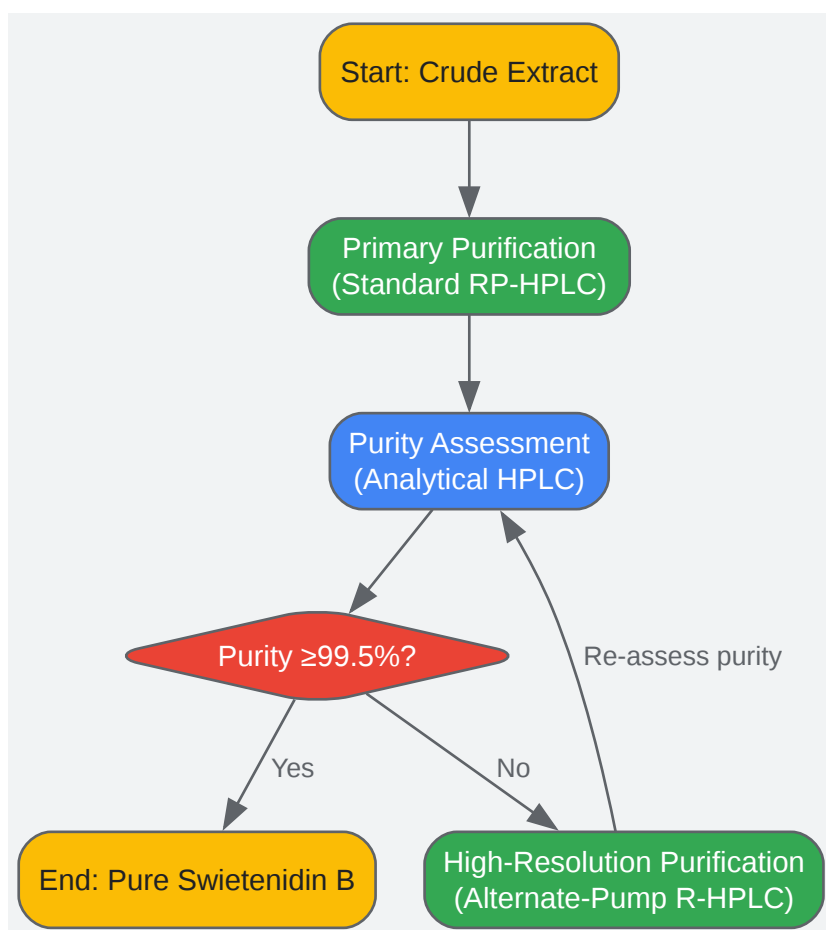 Start: Crude Extract
Primary Purification
(Standard RP-HPLC)
Purity Assessment
(Analytical HPLC)
Purity ≥99.5%?
Re-assess purity
Yes
No
End: Pure Swietenidin B
High-Resolution Purification
(Alternate-Pump R-HPLC)